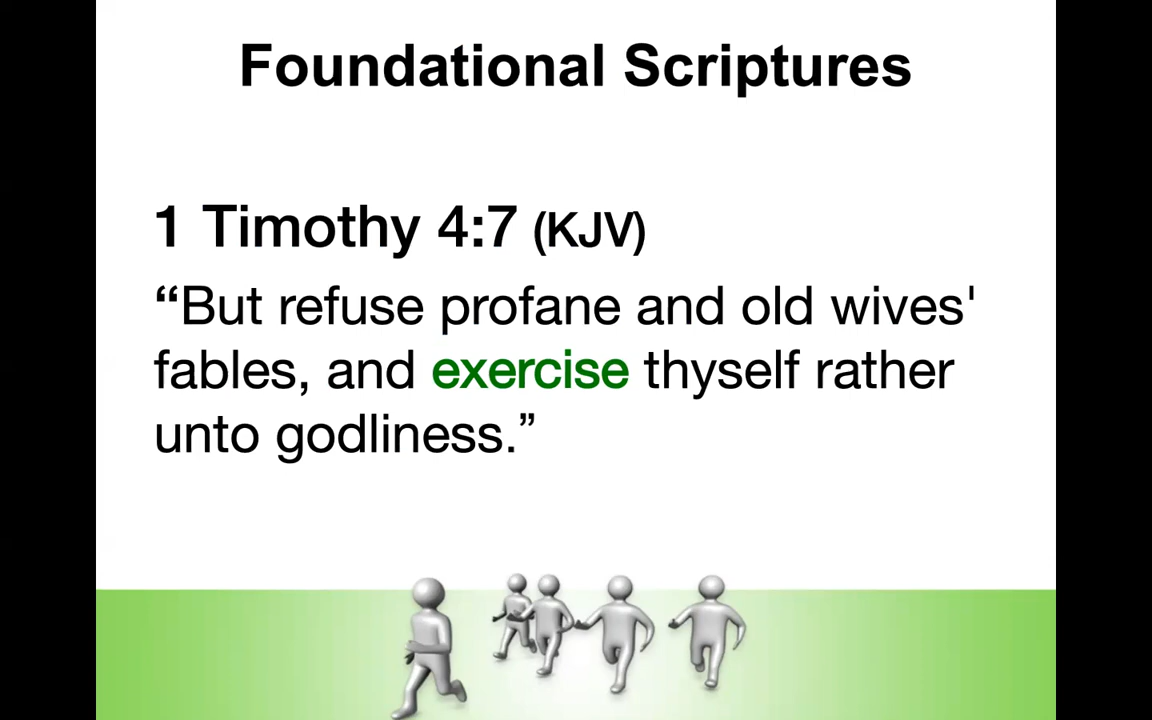 Foundational Scriptures
1 Timothy 4:7 (KJV)
“But refuse profane and old wives'
fables, and exercise thyself rather
unto godliness.”